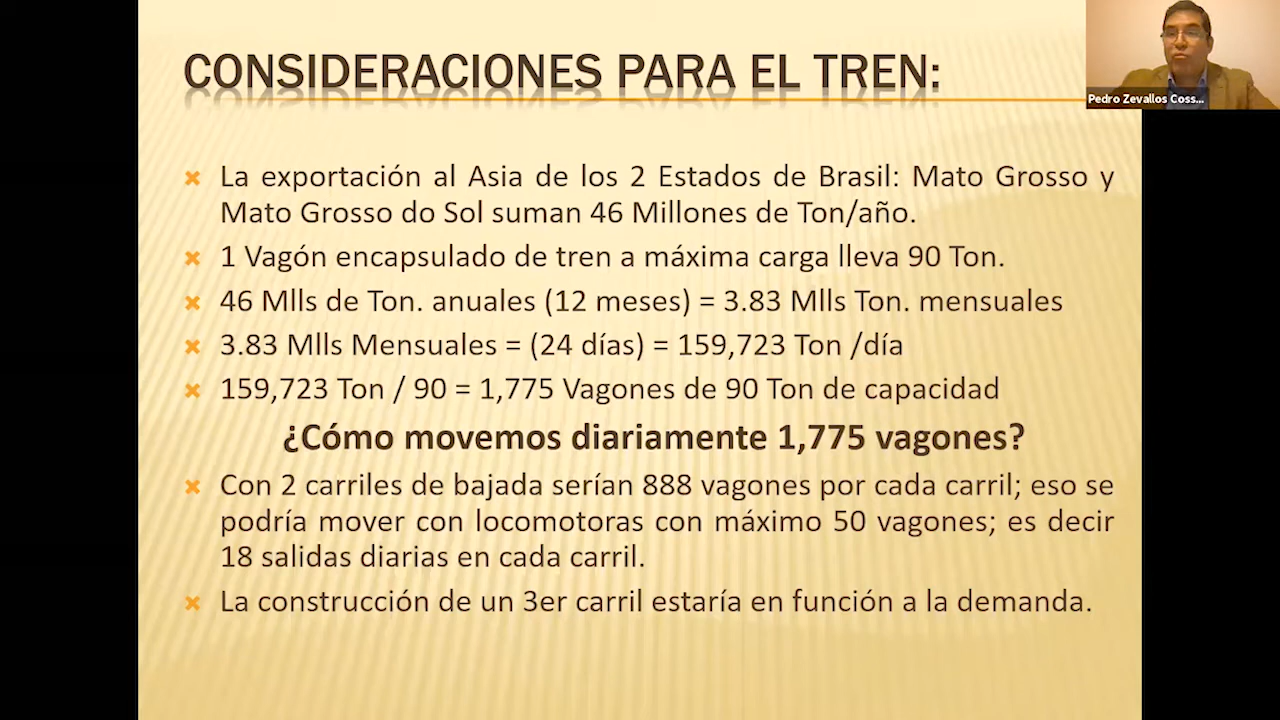 CONSIDERACIONES PARA EL TREN:
Pedro Zevallos Coss...
La exportación al Asia de los 2 Estados de Brasil: Mato Grosso y
Mato Grosso do Sol suman 46 Millones de Ton/año.
1 Vagón encapsulado de tren a máxima carga lleva 90 Ton.
46 Mlls de Ton. anuales (12 meses) = 3.83 Mlls Ton. mensuales
3.83 Mlls Mensuales = (24 días) = 159,723 Ton /día
159,723 Ton / 90 = 1,775 Vagones de 90 Ton de capacidad
¿Cómo movemos diariamente 1,775 vagones?
Con 2 carriles de bajada serían 888 vagones por cada carril; eso se
podría mover con locomotoras con máximo 50 vagones; es decir
18 salidas diarias en cada carril.
La construcción de un 3er carril estaría en función a la demanda.